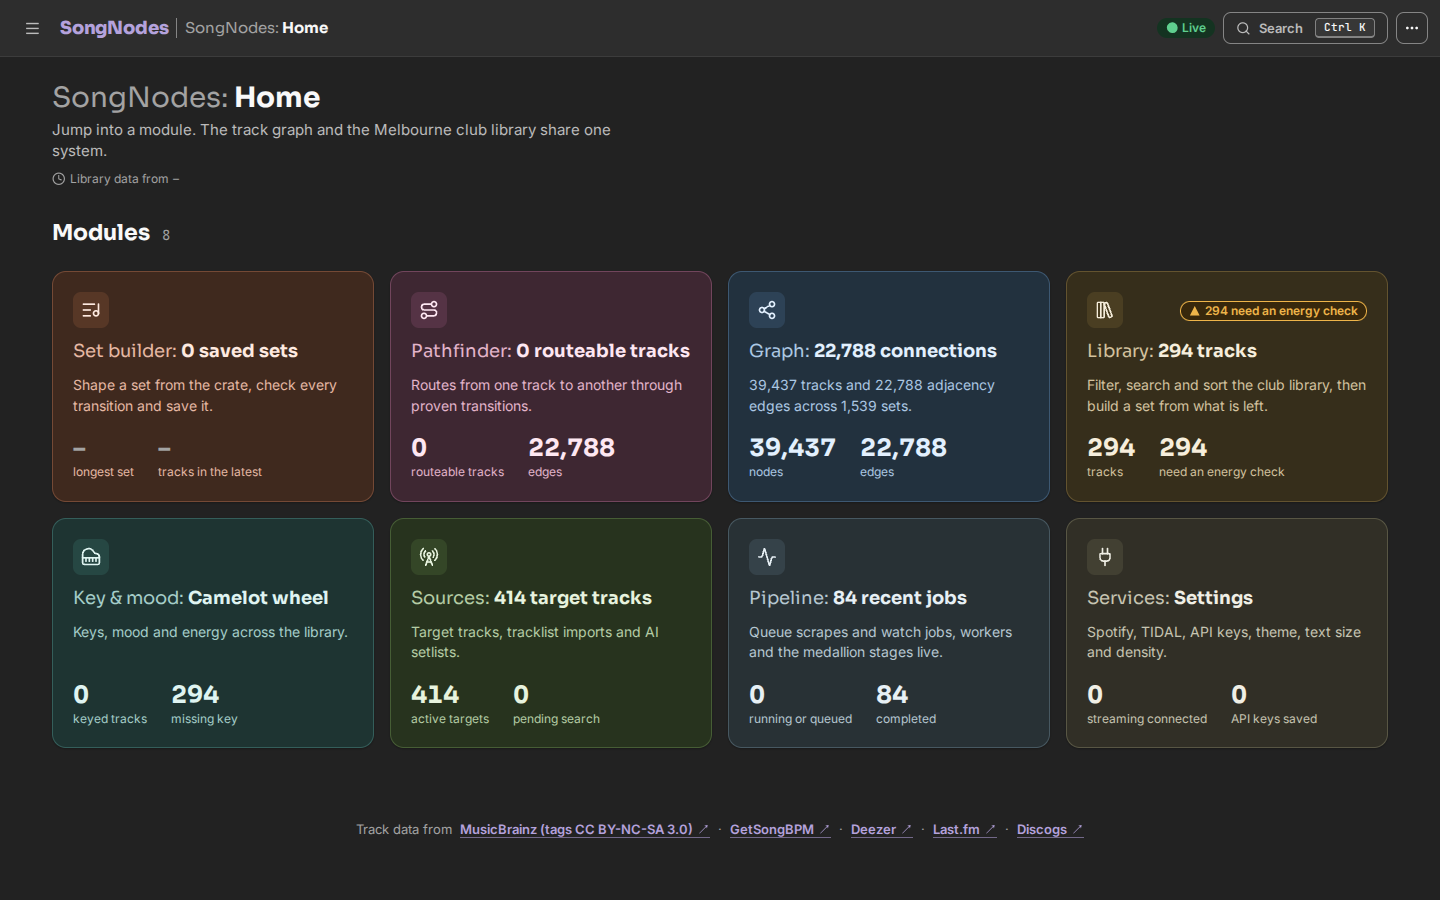 SongNodes SongNodes: Home Live Search Ctrl K
SongNodes: Home
Jump into a module. The track graph and the Melbourne club library share one
system.
Library data from –
Modules 8
294 need an energy check
Set builder: 0 saved sets
Shape a set from the crate, check every
transition and save it.
– –
longest set tracks in the latest
Pathfinder: 0 routeable tracks
Routes from one track to another through
proven transitions.
0 22,788
routeable tracks edges
Graph: 22,788 connections
39,437 tracks and 22,788 adjacency
edges across 1,539 sets.
39,437 22,788
nodes edges
Library: 294 tracks
Filter, search and sort the club library, then
build a set from what is left.
294 294
tracks need an energy check
Key & mood: Camelot wheel
Keys, mood and energy across the library.
0 294
keyed tracks missing key
Sources: 414 target tracks
Target tracks, tracklist imports and AI
setlists.
414 0
active targets pending search
Pipeline: 84 recent jobs
Queue scrapes and watch jobs, workers
and the medallion stages live.
0 84
running or queued completed
Services: Settings
Spotify, TIDAL, API keys, theme, text size
and density.
0 0
streaming connected API keys saved
Track data from MusicBrainz (tags CC BY-NC-SA 3.0) ↗ · GetSongBPM ↗ · Deezer ↗ · Last.fm ↗ · Discogs ↗